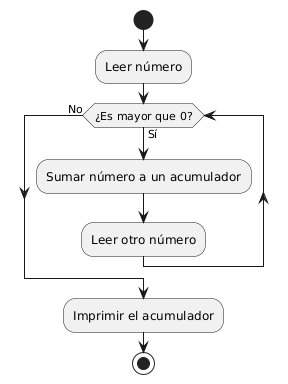 Leer número
No
¿Es mayor que 0?
Sí
Sumar número a un acumulador
Leer otro número
Imprimir el acumulador